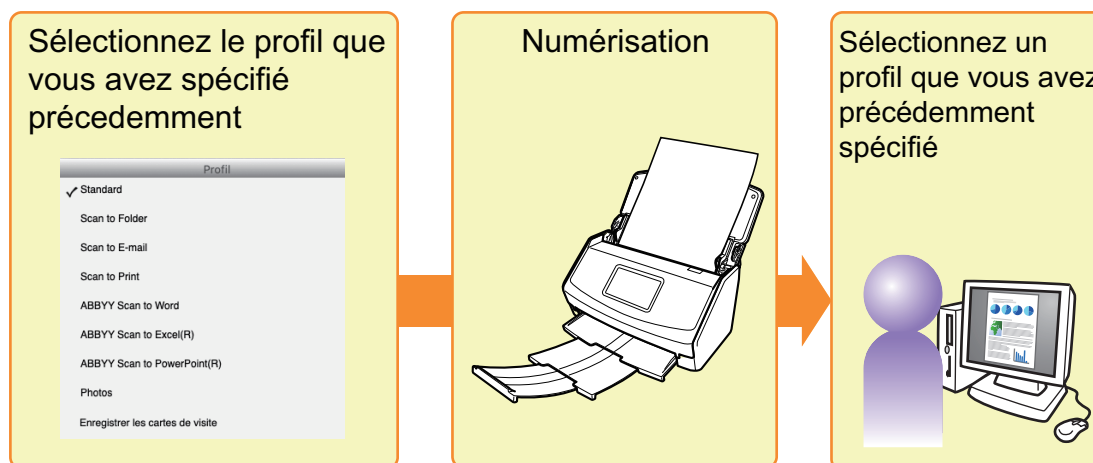 Sélectionnez le profil que
vous avez spécifié
précedemment
Profil
Standard
Scan to Folder
Scan to E-mail
Scan to Print
ABBYY Scan to Word
ABBYY Scan to Excel(R)
ABBYY Scan to PowerPoint(R)
Photos
Enregistrer les cartes de visite
Numérisation
Sélectionnez un
profil que vous avez
précédemment
spécifié